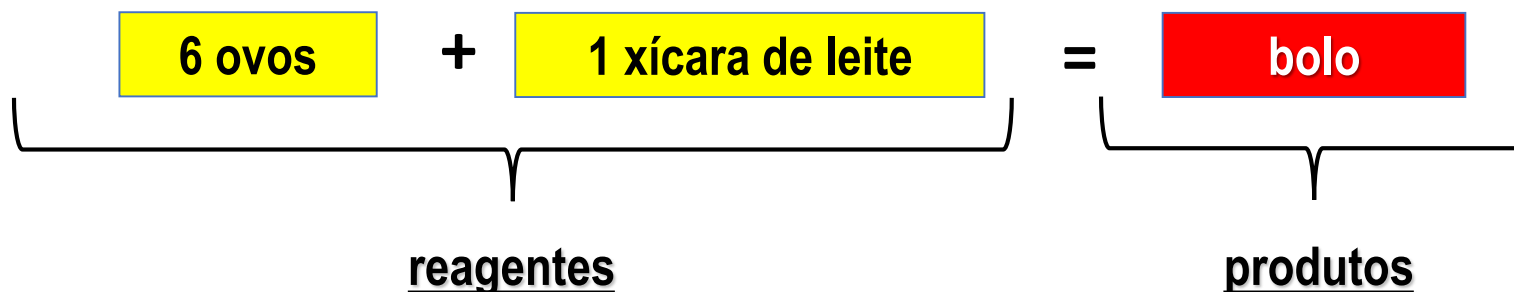 6 ovos + 1 xícara de leite = bolo
reagentes produtos